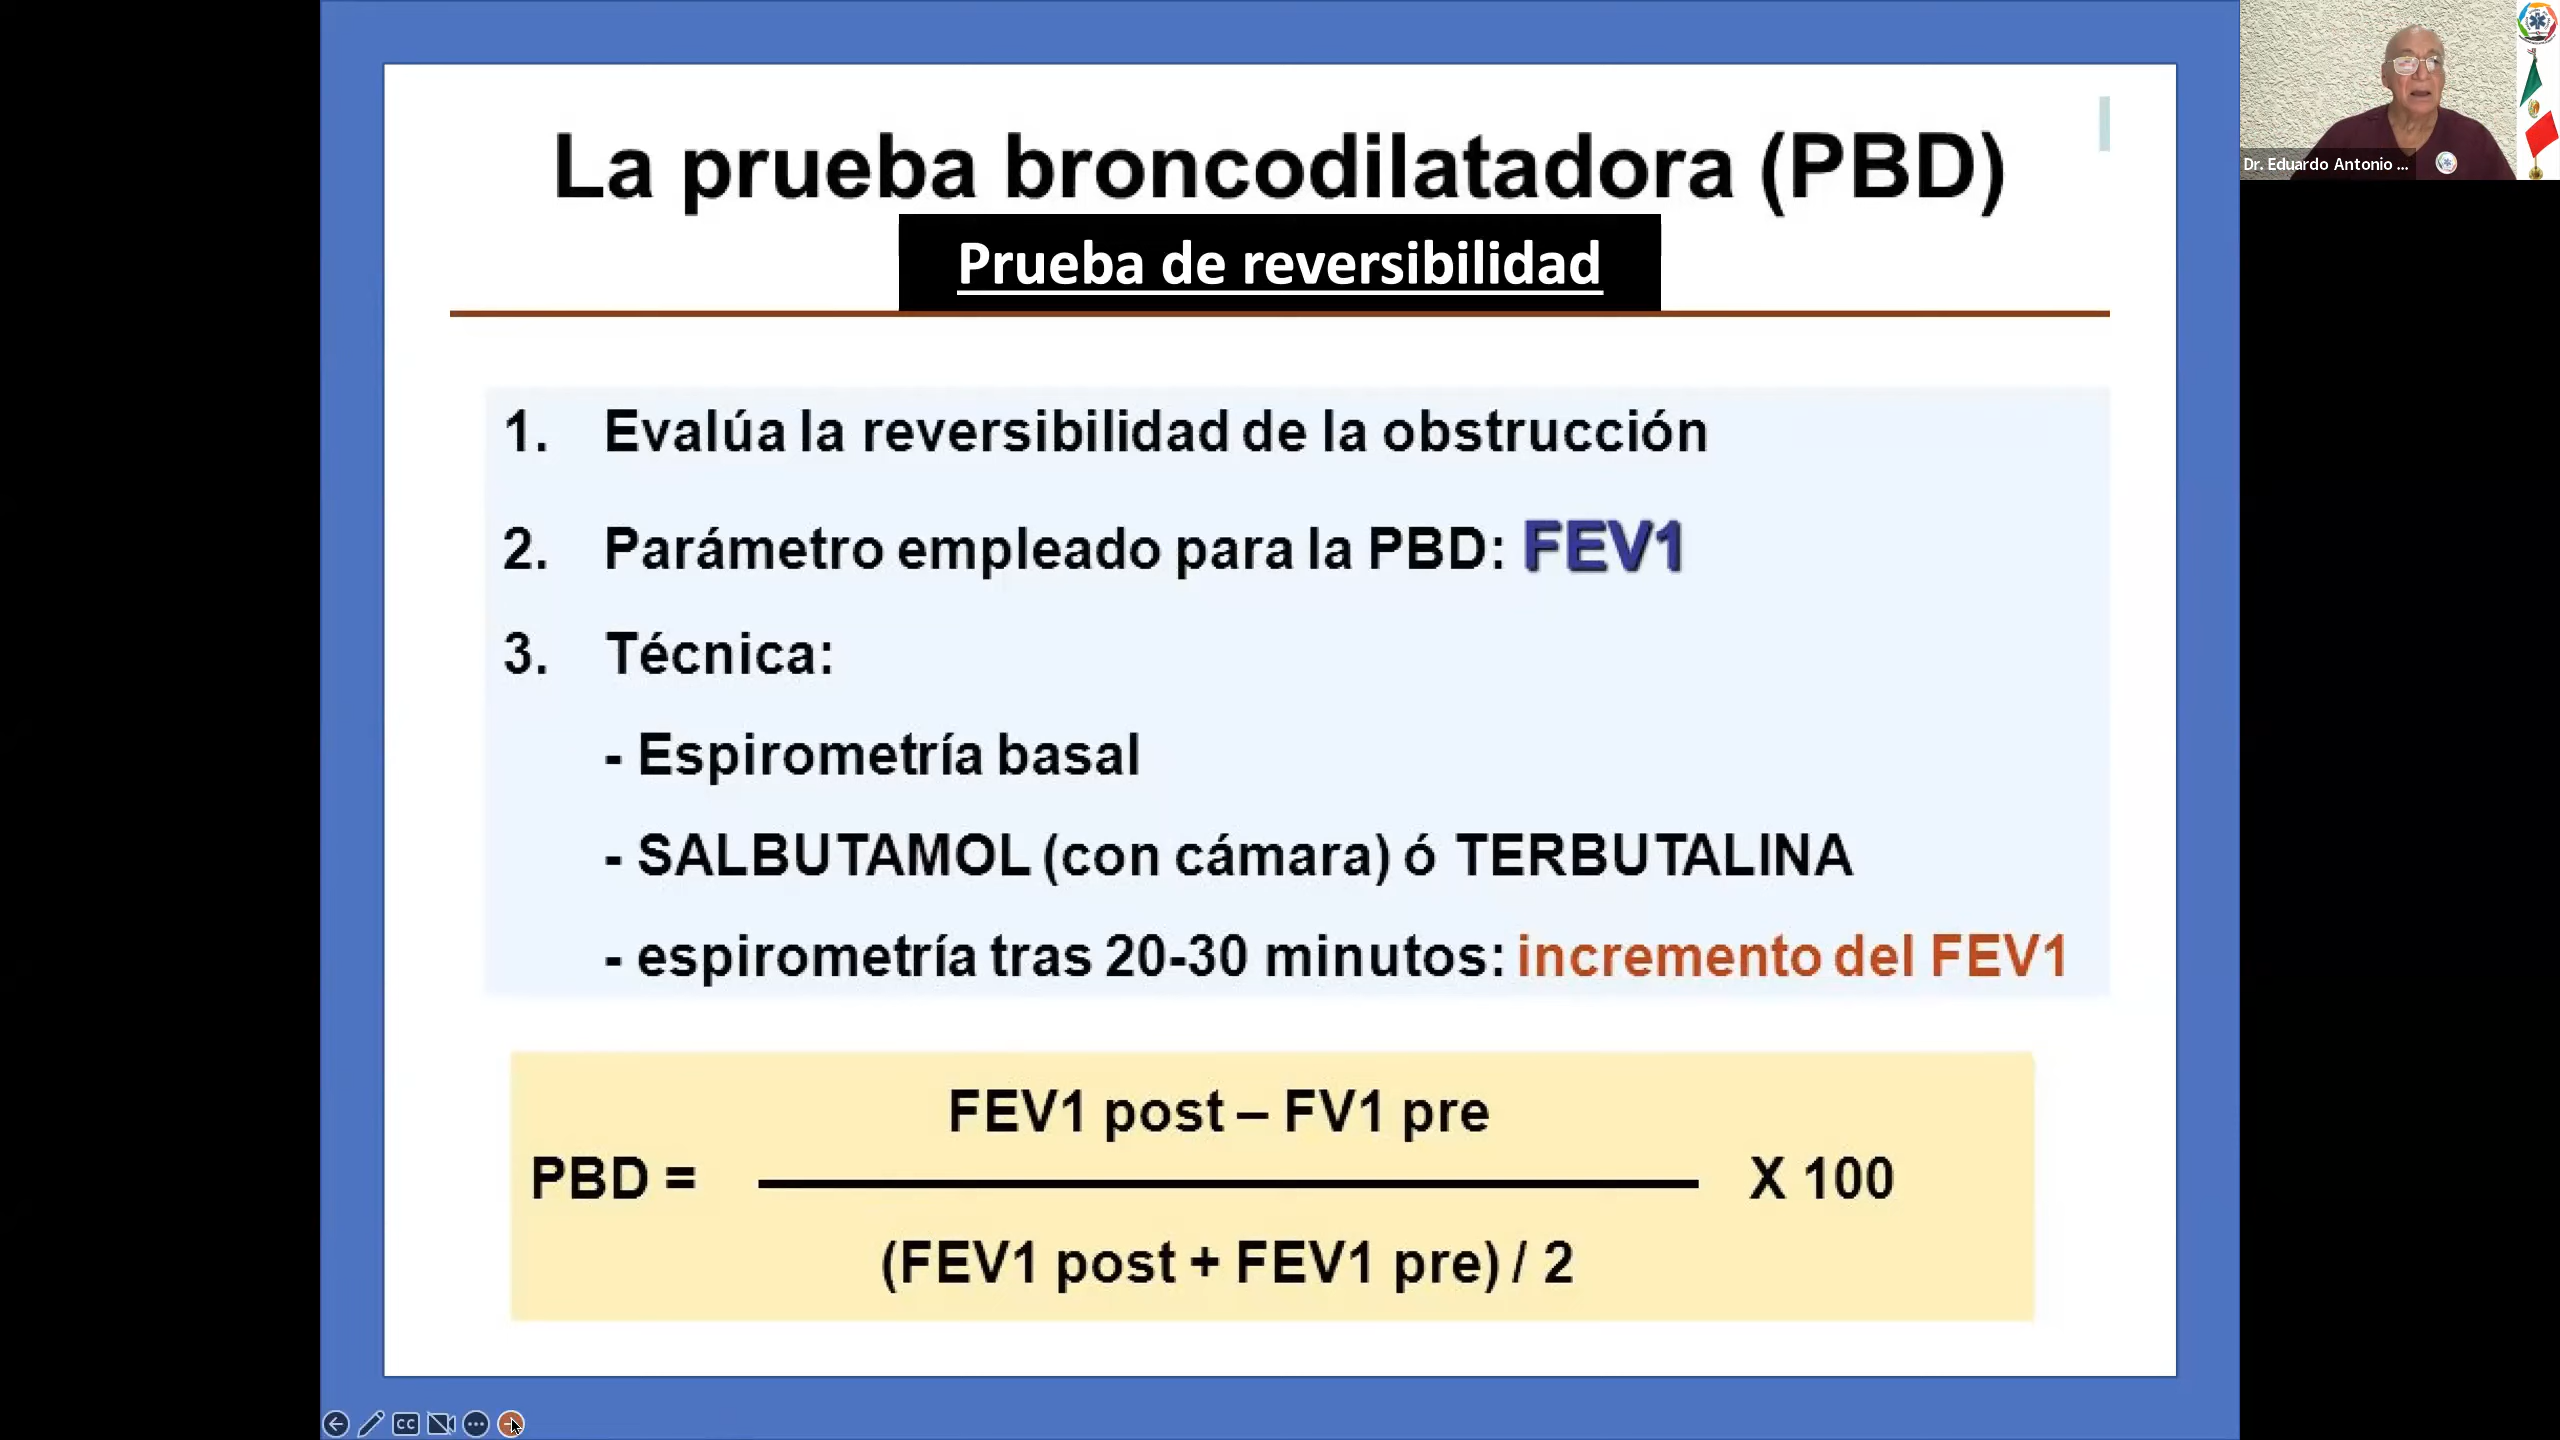 La prueba broncodilatadora (PBD)
Prueba de reversibilidad
1. Evalúa la reversibilidad de la obstrucción
2. Parámetro empleado para la PBD: FEV1
3. Técnica:
- Espirometría basal
- SALBUTAMOL (con cámara) ó TERBUTALINA
- espirometría tras 20-30 minutos: incremento del FEV1
FEV1 post – FV1 pre
PBD = X 100
(FEV1 post + FEV1 pre) / 2
Dr. Eduardo Antonio ...
CC